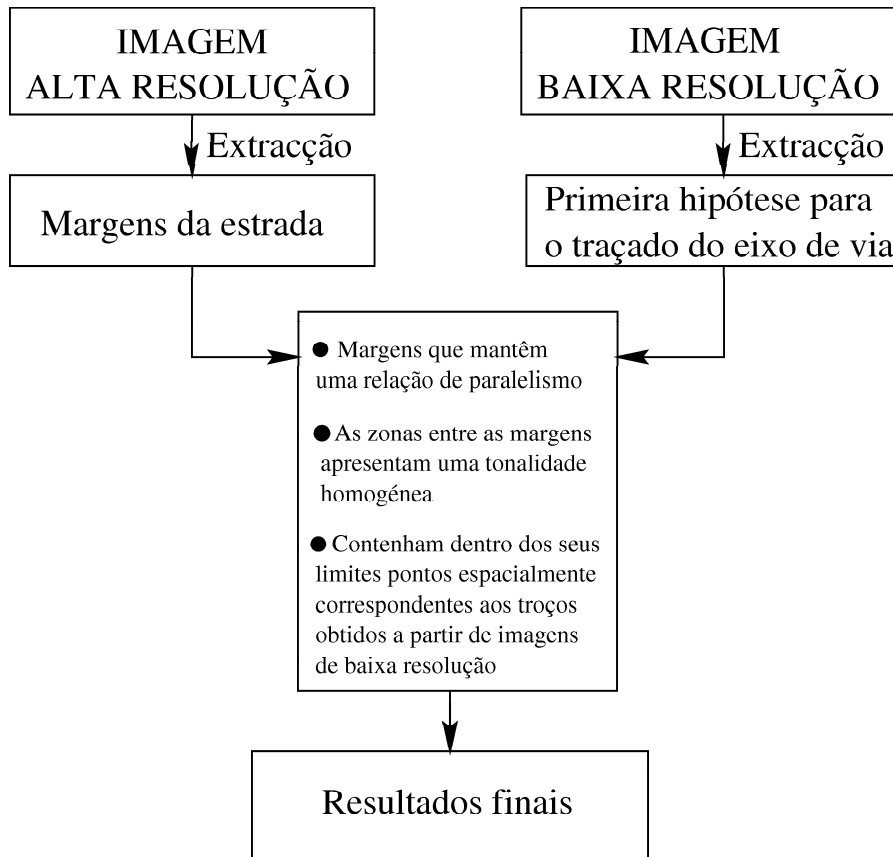 IMAGEM
ALTA RESOLUÇÃO
IMAGEM
BAIXA RESOLUÇÃO
Extracção
Extracção
Margens da estrada
Primeira hipótese para
o traçado do eixo de via
● Margens que mantêm
uma relação de paralelismo
● As zonas entre as margens
apresentam uma tonalidade
homogénea
● Contenham dentro dos seus
limites pontos espacialmente
correspondentes aos troços
obtidos a partir de imagens
de baixa resolução
Resultados finais